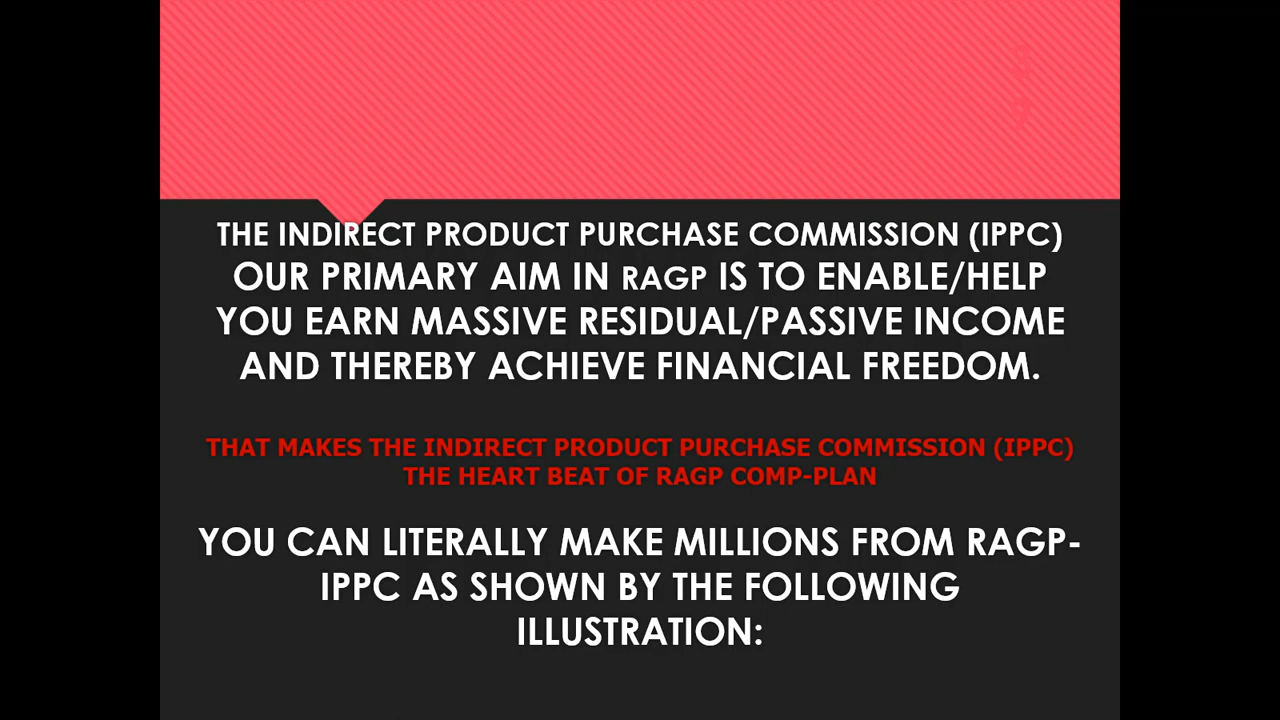 THE INDIRECT PRODUCT PURCHASE COMMISSION (IPPC)
OUR PRIMARY AIM IN RAGP IS TO ENABLE/HELP
YOU EARN MASSIVE RESIDUAL/PASSIVE INCOME
AND THEREBY ACHIEVE FINANCIAL FREEDOM.
THAT MAKES THE INDIRECT PRODUCT PURCHASE COMMISSION (IPPC)
THE HEART BEAT OF RAGP COMP-PLAN
YOU CAN LITERALLY MAKE MILLIONS FROM RAGP-
IPPC AS SHOWN BY THE FOLLOWING
ILLUSTRATION: